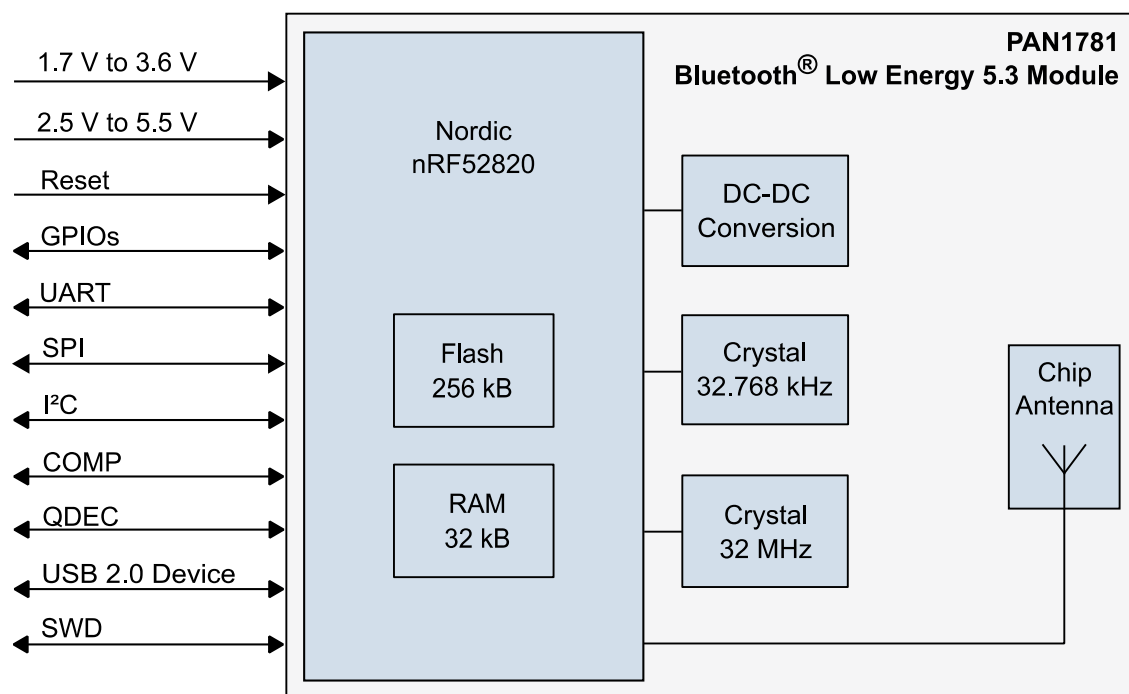 PAN1781
Bluetooth® Low Energy 5.3 Module
1.7 V to 3.6 V
2.5 V to 5.5 V
Reset
GPIOs
UART
SPI
I²C
COMP
QDEC
USB 2.0 Device
SWD
Nordic
nRF52820
Flash
256 kB
RAM
32 kB
DC-DC
Conversion
Crystal
32.768 kHz
Crystal
32 MHz
Chip
Antenna